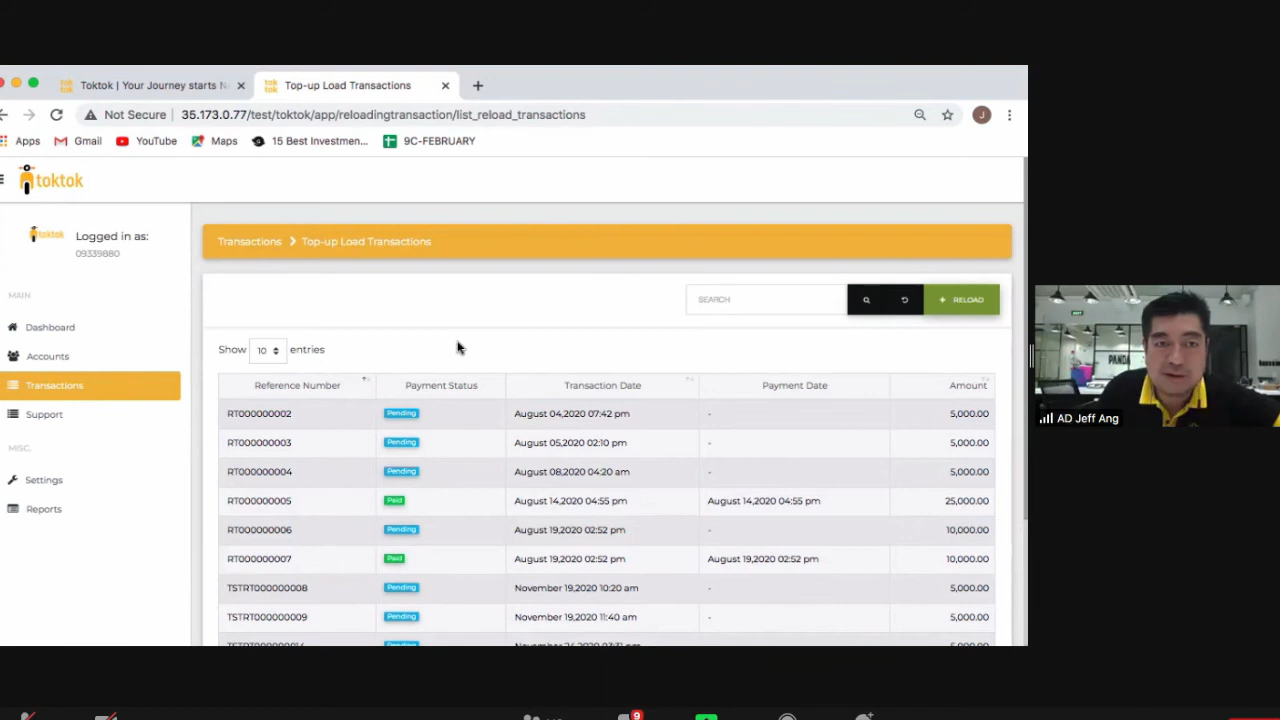 Toktok | Your Journey starts N
Top-up Load Transactions
Not Secure | 35.173.0.77/test/toktok/app/reloadingtransaction/list_reload_transactions
J
Apps Gmail YouTube Maps 15 Best Investmen... 9C-FEBRUARY
toktok
toktok
Logged in as:
09339880
MAIN
Dashboard
Accounts
Transactions
Support
MISC.
Settings
Reports
Transactions > Top-up Load Transactions
SEARCH
+ RELOAD
Show 10 entries
Reference Number Payment Status Transaction Date Payment Date Amount
RT000000002 Pending August 04,2020 07:42 pm - 5,000.00
RT000000003 Pending August 05,2020 02:10 pm - 5,000.00
RT000000004 Pending August 08,2020 04:20 am - 5,000.00
RT000000005 Paid August 14,2020 04:55 pm August 14,2020 04:55 pm 25,000.00
RT000000006 Pending August 19,2020 02:52 pm - 10,000.00
RT000000007 Paid August 19,2020 02:52 pm August 19,2020 02:52 pm 10,000.00
TSTRT000000008 Pending November 19,2020 10:20 am - 5,000.00
TSTRT000000009 Pending November 19,2020 11:40 am - 5,000.00
PANDA
AD Jeff Ang
9